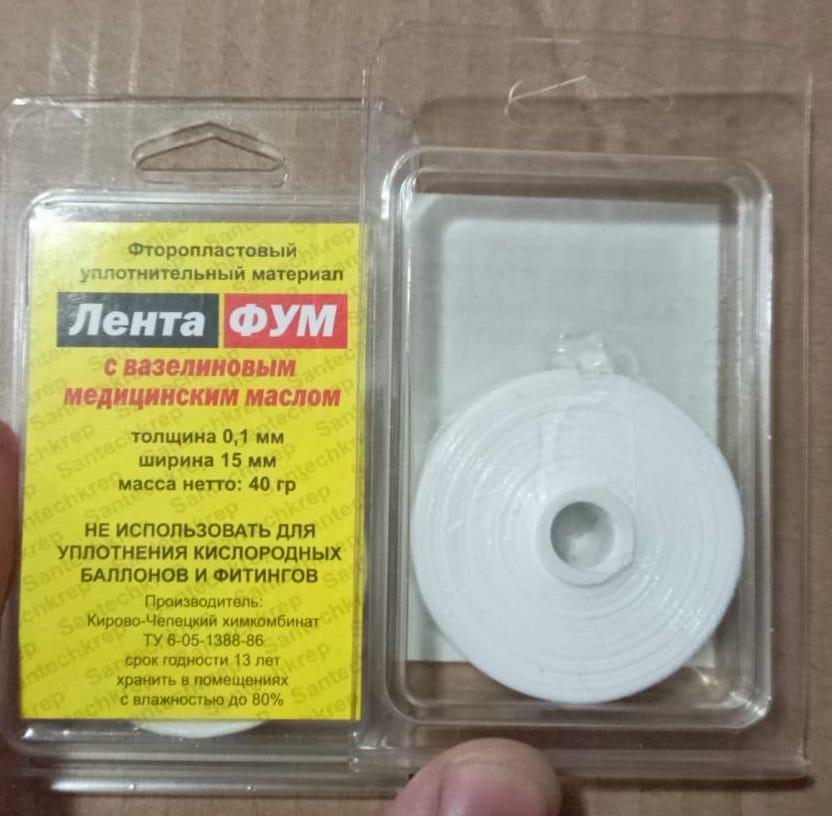 Фторопластовый
уплотнительный материал
Лента ФУМ
с вазелиновым
медицинским маслом
толщина 0,1 мм
ширина 15 мм
масса нетто: 40 гр
НЕ ИСПОЛЬЗОВАТЬ ДЛЯ
УПЛОТНЕНИЯ КИСЛОРОДНЫХ
БАЛЛОНОВ И ФИТИНГОВ
Производитель:
Кирово-Чепецкий химкомбинат
ТУ 6-05-1388-86
срок годности 13 лет
хранить в помещениях
с влажностью до 80%
Santechkrep